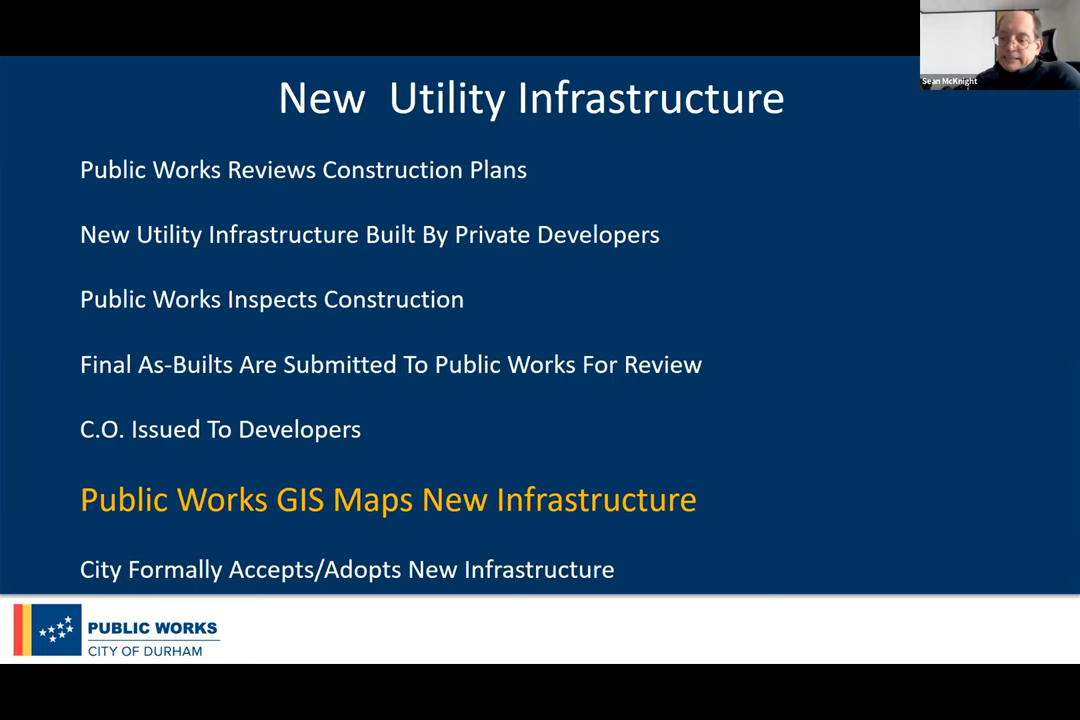 Sean McKnight
New Utility Infrastructure
Public Works Reviews Construction Plans
New Utility Infrastructure Built By Private Developers
Public Works Inspects Construction
Final As-Builts Are Submitted To Public Works For Review
C.O. Issued To Developers
Public Works GIS Maps New Infrastructure
City Formally Accepts/Adopts New Infrastructure
PUBLIC WORKS
CITY OF DURHAM